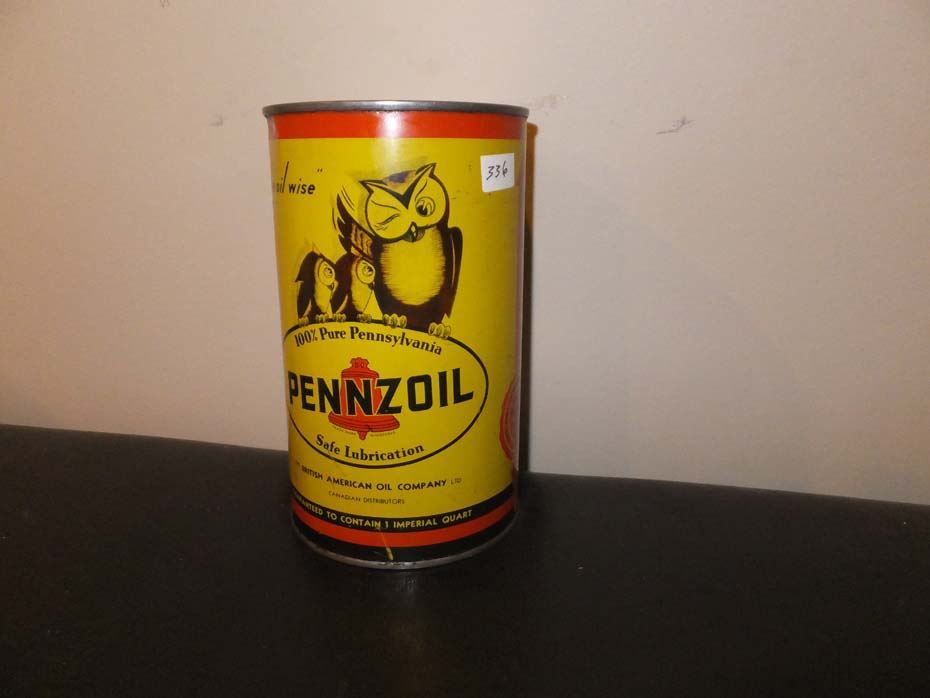 oil wise"
336
100% Pure Pennsylvania
PENNZOIL
Safe Lubrication
BRITISH AMERICAN OIL COMPANY LTD
CANADIAN DISTRIBUTORS
TO CONTAIN 1 IMPERIAL QUART